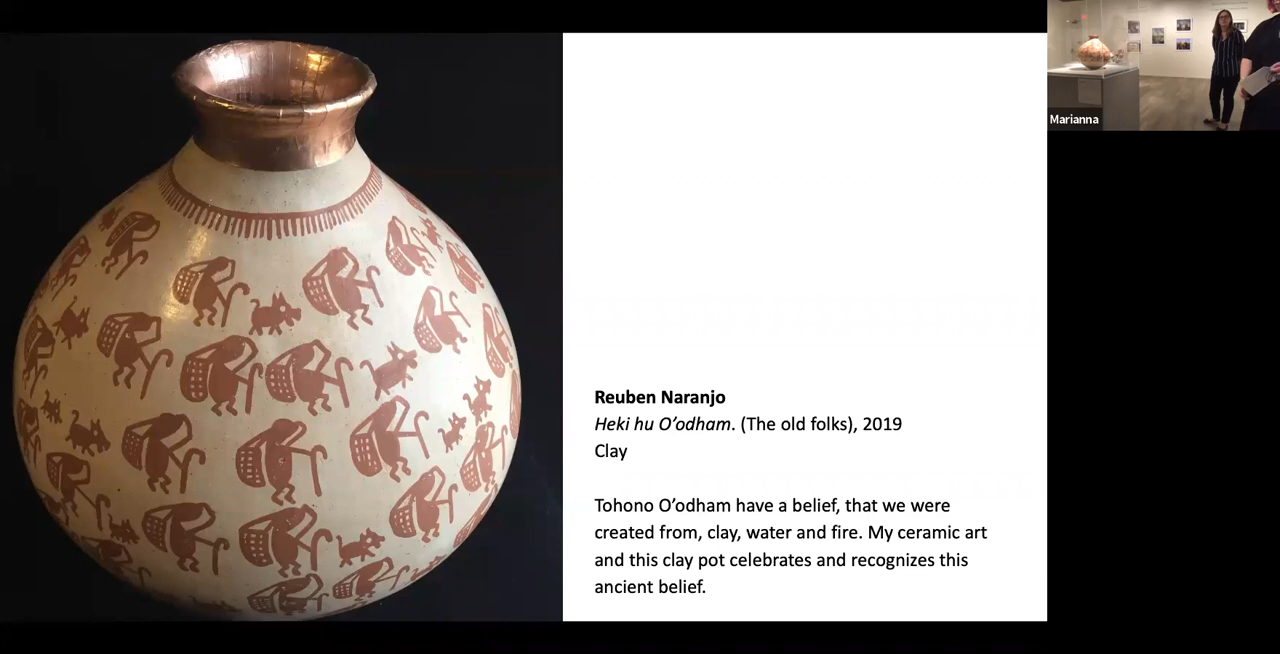 Marianna
Reuben Naranjo
Heki hu O’odham. (The old folks), 2019
Clay
Tohono O’odham have a belief, that we were
created from, clay, water and fire. My ceramic art
and this clay pot celebrates and recognizes this
ancient belief.